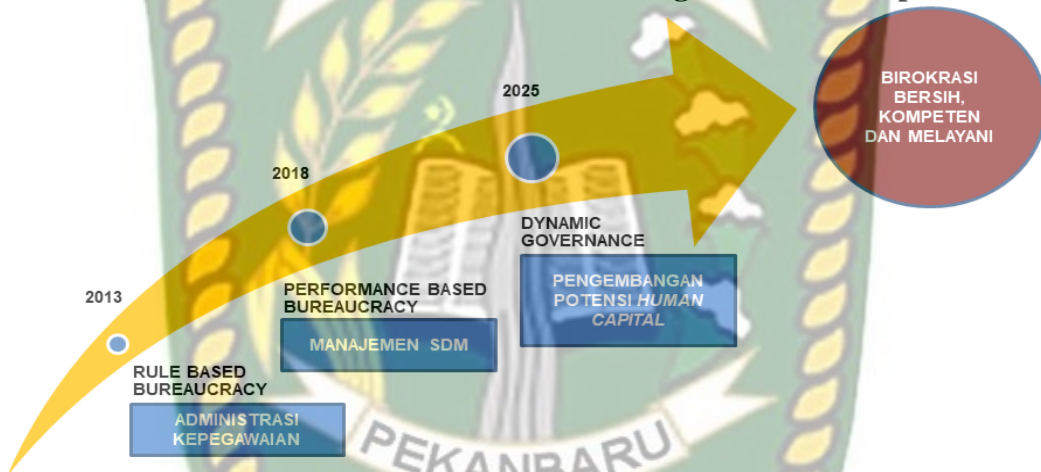 2013
RULE BASED
BUREAUCRACY
ADMINISTRASI
KEPEGAWAIAN
2018
PERFORMANCE BASED
BUREAUCRACY
MANAJEMEN SDM
2025
DYNAMIC
GOVERNANCE
PENGEMBANGAN
POTENSI HUMAN
CAPITAL
BIROKRASI
BERSIH,
KOMPETEN
DAN MELAYANI
PEKANBARU